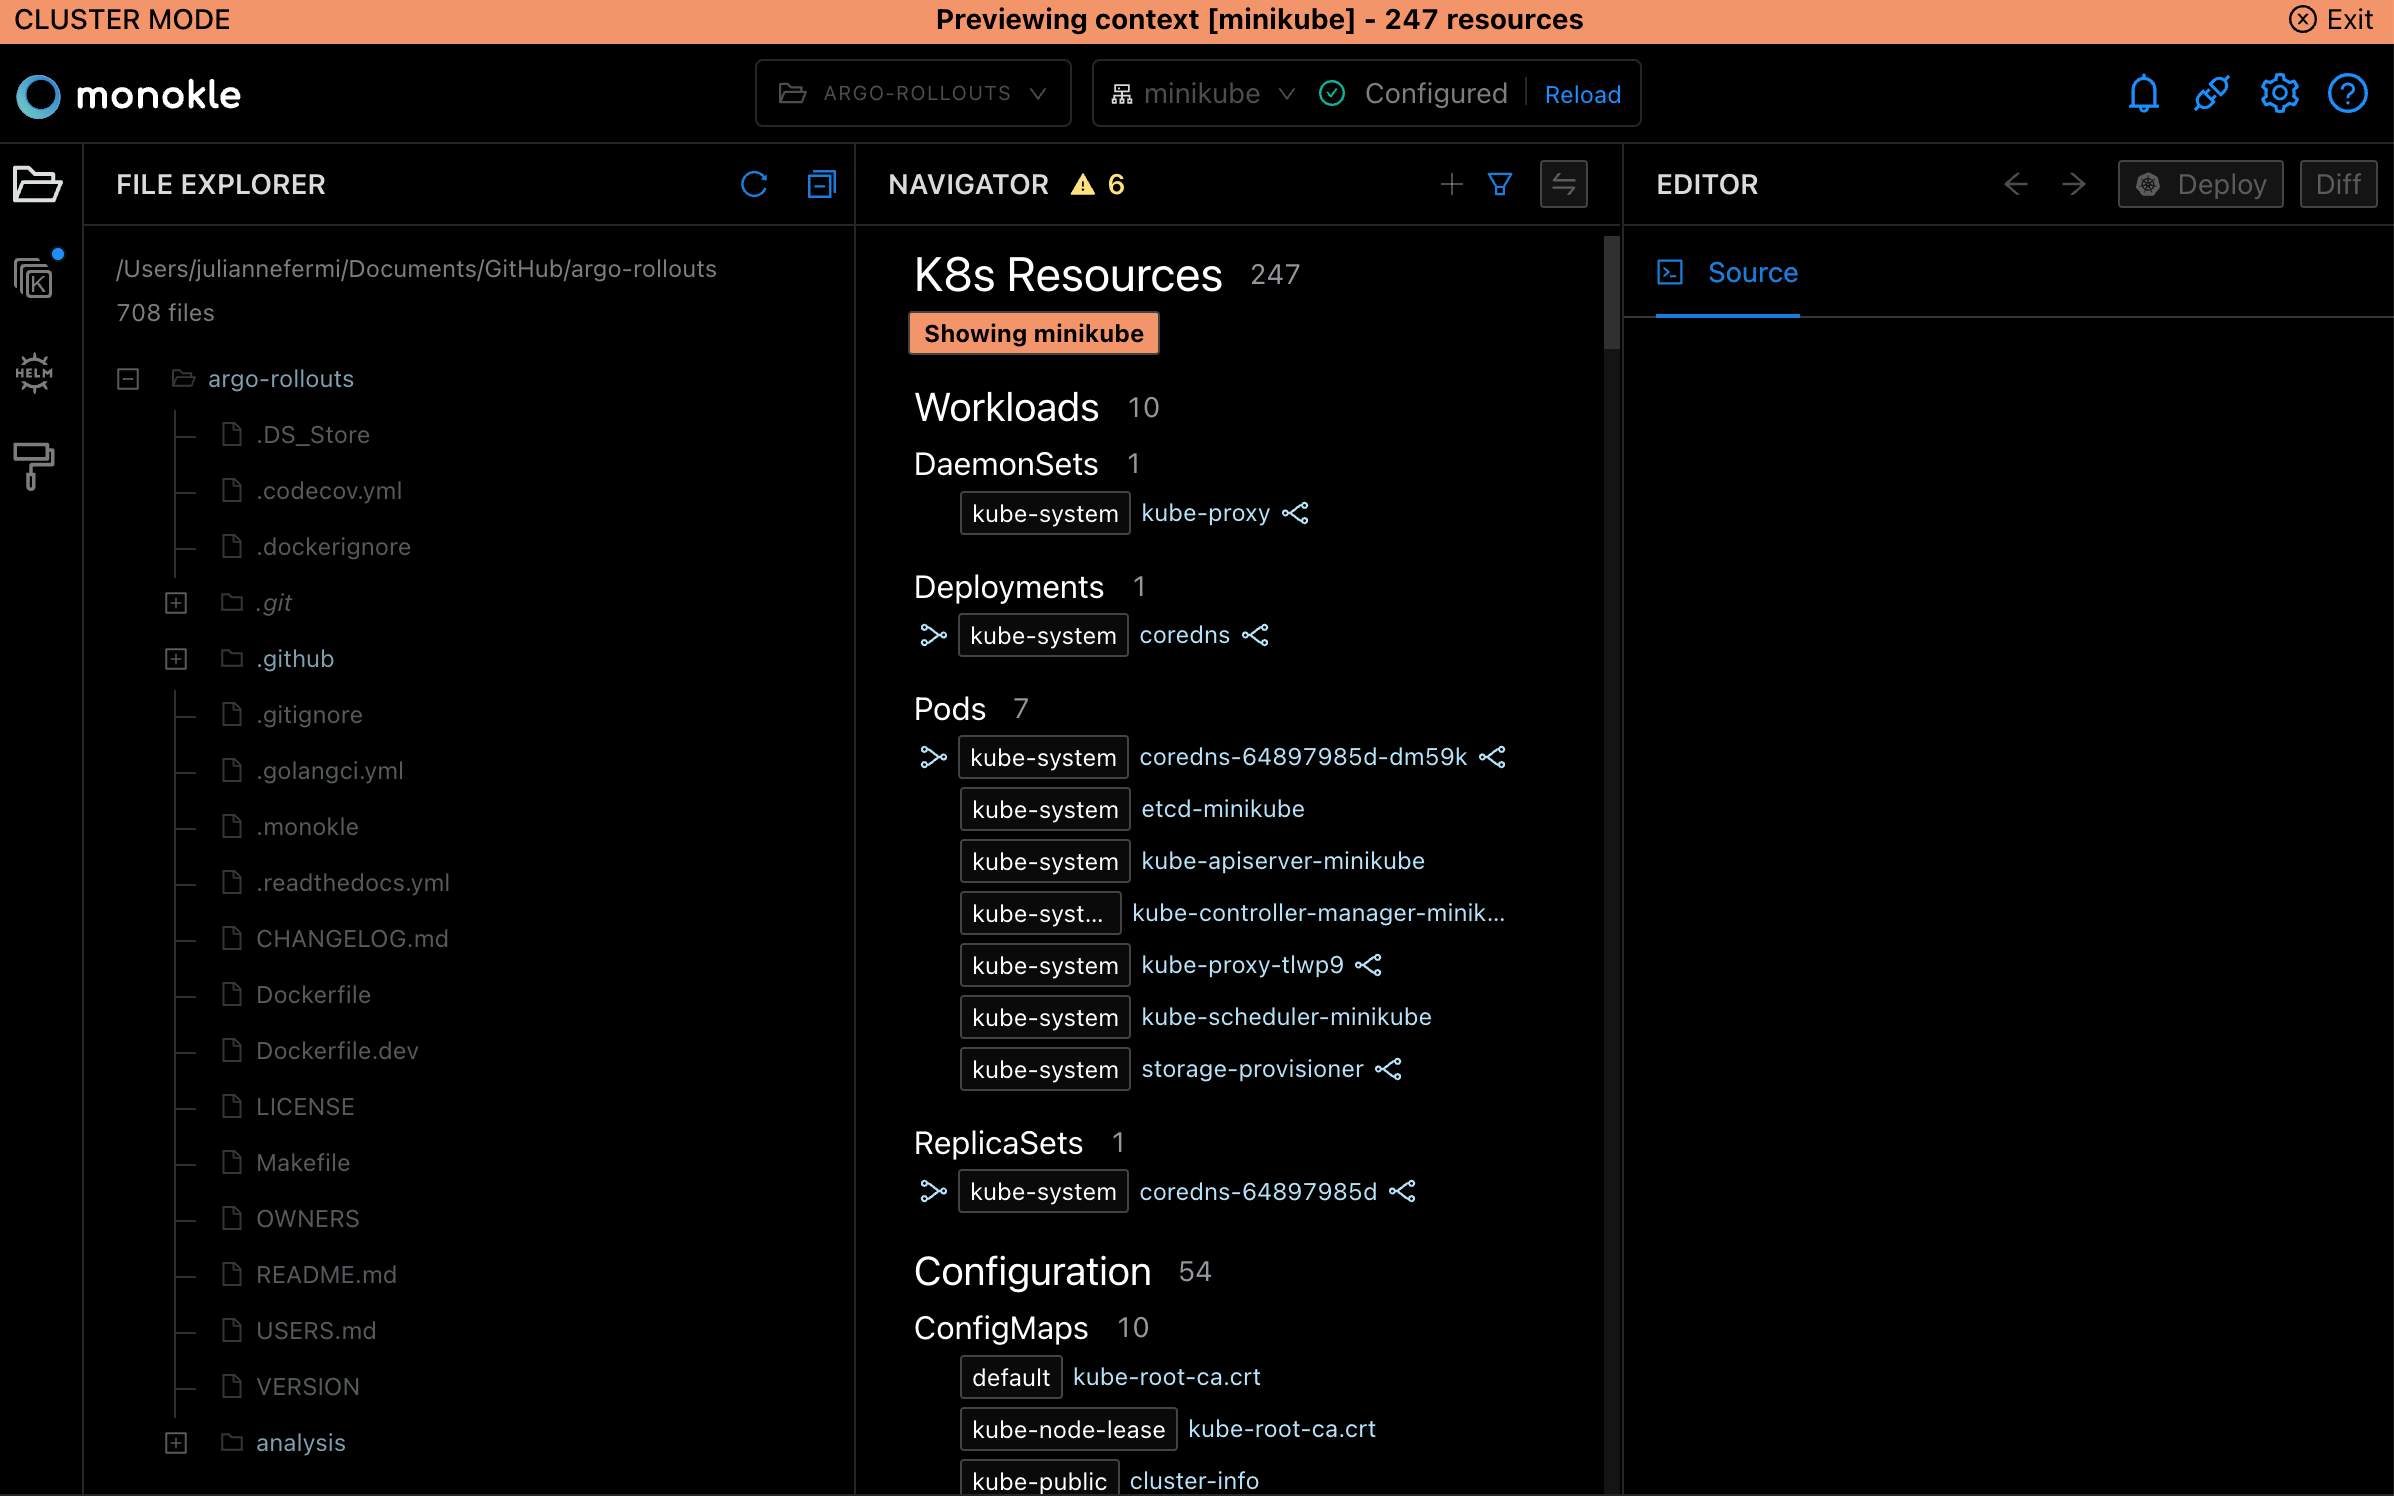 CLUSTER MODE
Previewing context [minikube] - 247 resources
Exit
monokle
ARGO-ROLLOUTS
minikube
Configured
Reload
FILE EXPLORER
/Users/juliannefermi/Documents/GitHub/argo-rollouts
708 files
argo-rollouts
.DS_Store
.codecov.yml
.dockerignore
.git
.github
.gitignore
.golangci.yml
.monokle
.readthedocs.yml
CHANGELOG.md
Dockerfile
Dockerfile.dev
LICENSE
Makefile
OWNERS
README.md
USERS.md
VERSION
analysis
K
HELM
NAVIGATOR 6
K8s Resources 247
Showing minikube
Workloads 10
DaemonSets 1
kube-system kube-proxy
Deployments 1
kube-system coredns
Pods 7
kube-system coredns-64897985d-dm59k
kube-system etcd-minikube
kube-system kube-apiserver-minikube
kube-syst... kube-controller-manager-minik...
kube-system kube-proxy-tlwp9
kube-system kube-scheduler-minikube
kube-system storage-provisioner
ReplicaSets 1
kube-system coredns-64897985d
Configuration 54
ConfigMaps 10
default kube-root-ca.crt
kube-node-lease kube-root-ca.crt
kube-public cluster-info
EDITOR
Deploy
Diff
Source